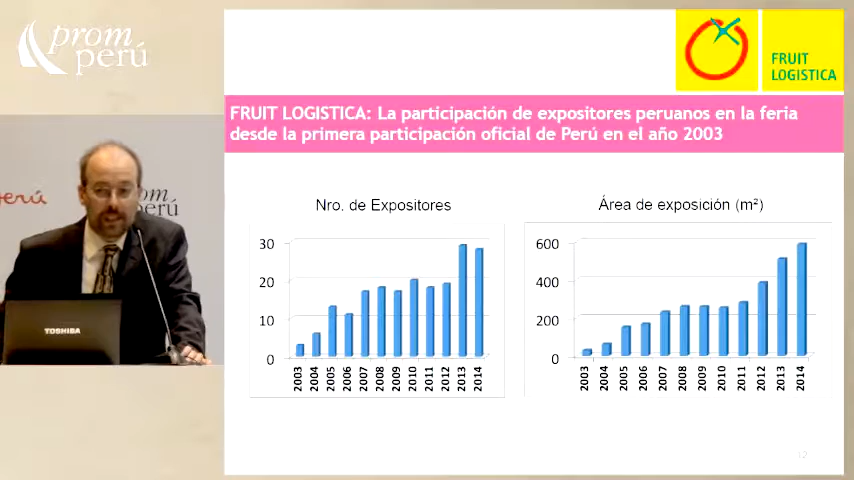 prom
perú
FRUIT
LOGISTICA
FRUIT LOGISTICA: La participación de expositores peruanos en la feria
desde la primera participación oficial de Perú en el año 2003
om
perú
erú
TOSHIBA
Nro. de Expositores
30
20
10
0
2003
2004
2005
2006
2007
2008
2009
2010
2011
2012
2013
2014
Área de exposición (m²)
600
400
200
0
2003
2004
2005
2006
2007
2008
2009
2010
2011
2012
2013
2014
12